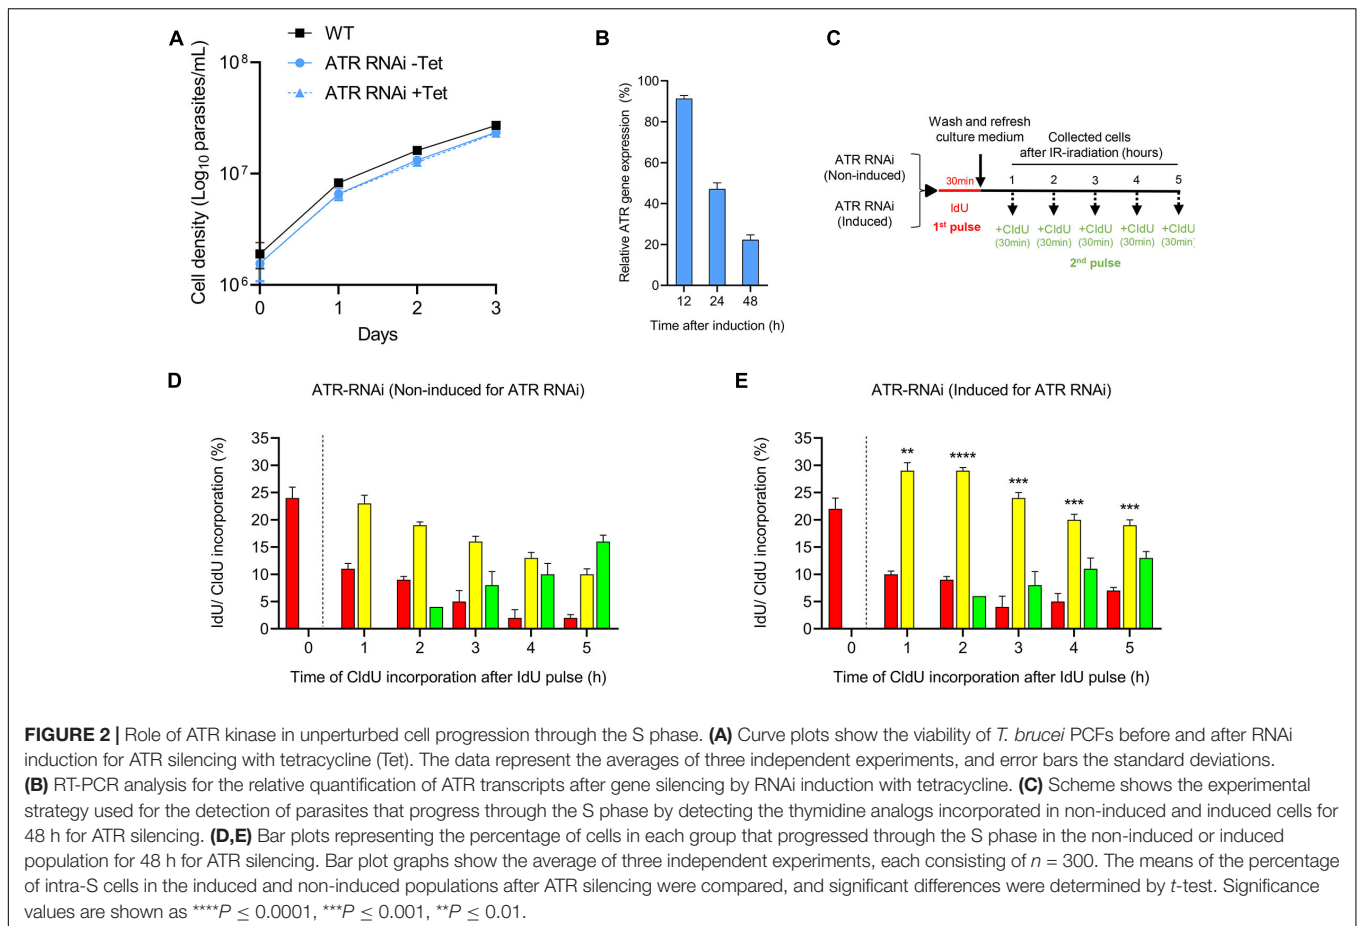 A
WT
ATR RNAi -Tet
ATR RNAi +Tet
Cell density (Log10 parasites/mL)
10^8
10^7
10^6
0 1 2 3
Days
B
Relative ATR gene expression (%)
100
80
60
40
20
0
12 24 48
Time after induction (h)
C
Wash and refresh
culture medium
Collected cells
after IR-iradiation (hours)
ATR RNAi
(Non-induced)
ATR RNAi
(Induced)
30min
1 2 3 4 5
IdU
1st pulse
+CldU +CldU +CldU +CldU +CldU
(30min) (30min) (30min) (30min) (30min)
2nd pulse
D
ATR-RNAi (Non-induced for ATR RNAi)
IdU/ CldU incorporation (%)
35
30
25
20
15
10
5
0
0 1 2 3 4 5
Time of CldU incorporation after IdU pulse (h)
E
ATR-RNAi (Induced for ATR RNAi)
IdU/ CldU incorporation (%)
35
30
25
20
15
10
5
0
** **** *** *** ***
0 1 2 3 4 5
Time of CldU incorporation after IdU pulse (h)
FIGURE 2 | Role of ATR kinase in unperturbed cell progression through the S phase. (A) Curve plots show the viability of T. brucei PCFs before and after RNAi
induction for ATR silencing with tetracycline (Tet). The data represent the averages of three independent experiments, and error bars the standard deviations.
(B) RT-PCR analysis for the relative quantification of ATR transcripts after gene silencing by RNAi induction with tetracycline. (C) Scheme shows the experimental
strategy used for the detection of parasites that progress through the S phase by detecting the thymidine analogs incorporated in non-induced and induced cells for
48 h for ATR silencing. (D,E) Bar plots representing the percentage of cells in each group that progressed through the S phase in the non-induced or induced
population for 48 h for ATR silencing. Bar plot graphs show the average of three independent experiments, each consisting of n = 300. The means of the percentage
of intra-S cells in the induced and non-induced populations after ATR silencing were compared, and significant differences were determined by t-test. Significance
values are shown as ****P ≤ 0.0001, ***P ≤ 0.001, **P ≤ 0.01.